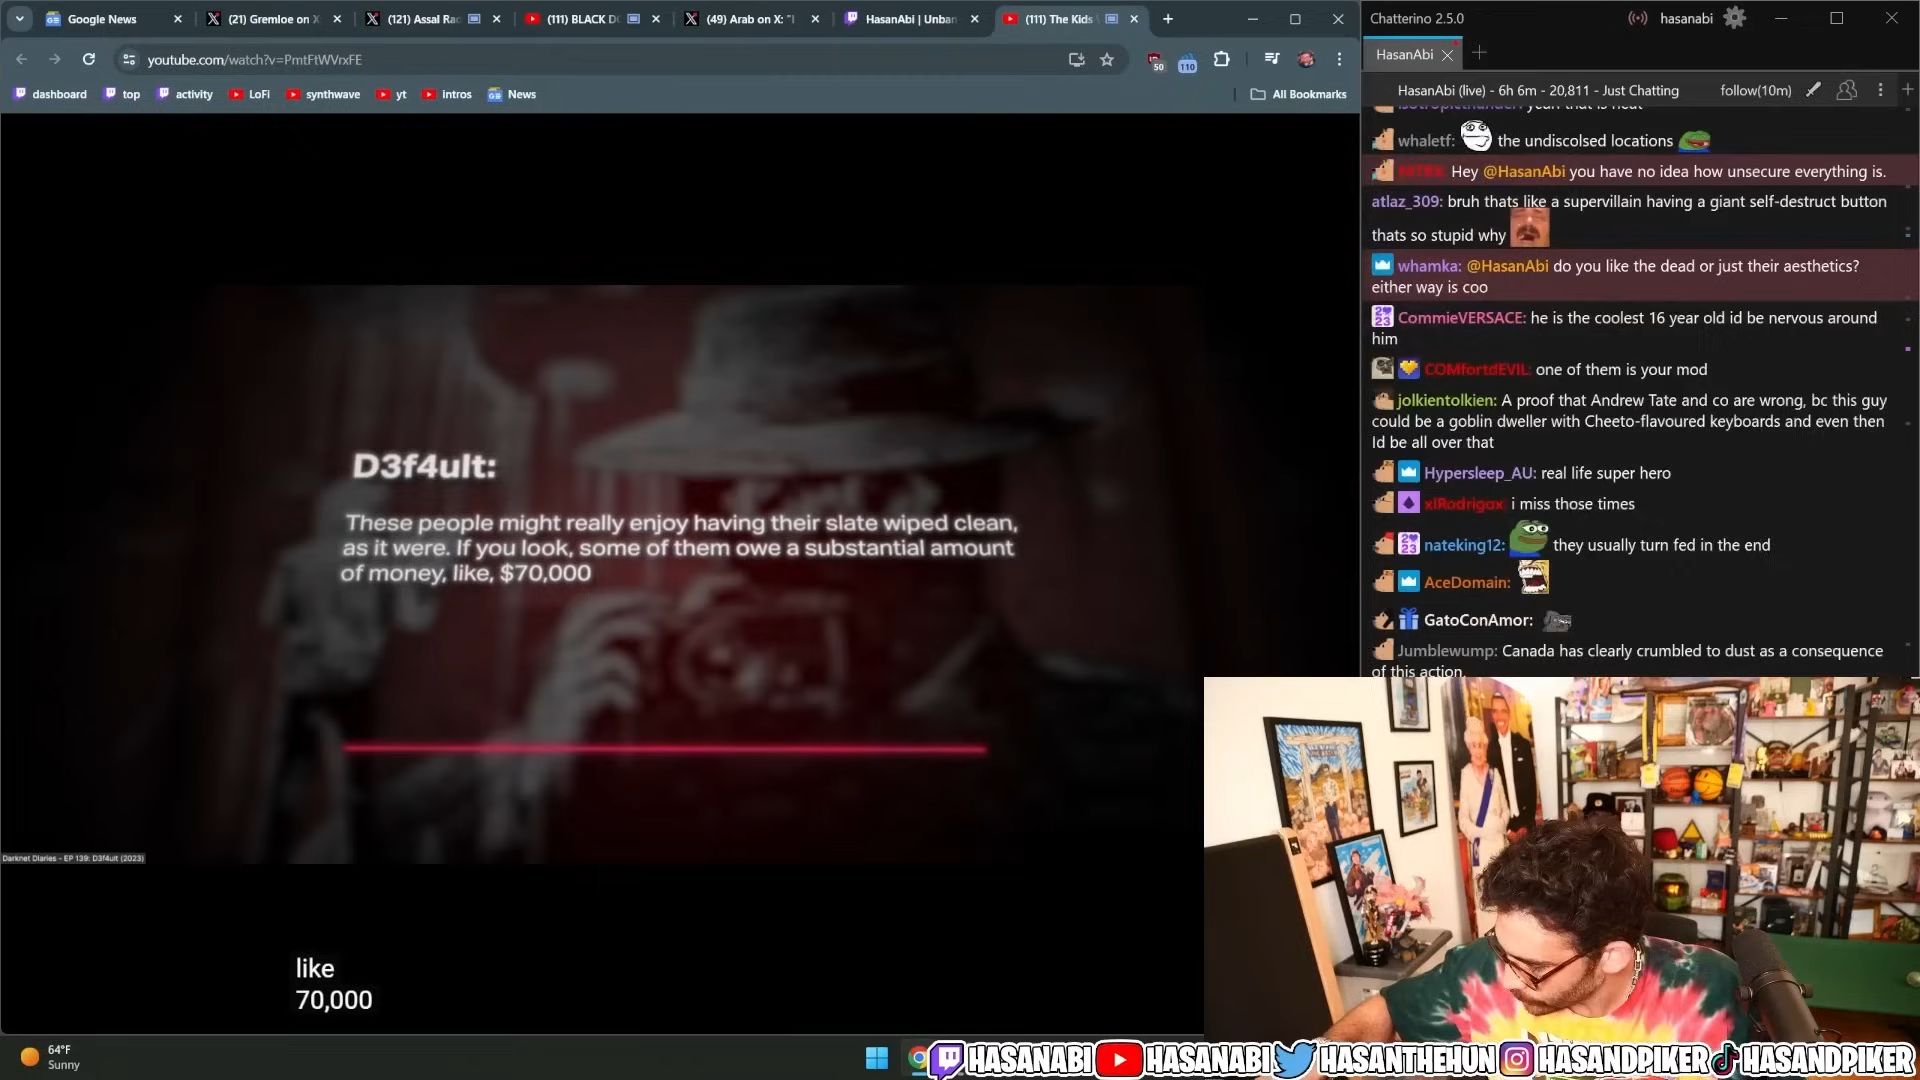 Google News
(21) Gremloe on X
(121) Assal Rac
(111) BLACK D
(49) Arab on X: "
HasanAbi | Unban
(111) The Kids
youtube.com/watch?v=PmtFtWVrxFE
50
110
dashboard
top
activity
LoFi
synthwave
yt
Intros
News
All Bookmarks
D3f4ult:
These people might really enjoy having their slate wiped clean,
as it were. If you look, some of them owe a substantial amount
of money, like, $70,000
Darknet Diaries - EP 139: D3f4ult (2023)
like
70,000
64°F
Sunny
Chatterino 2.5.0
hasanabi
HasanAbi
HasanAbi (live) - 6h 6m - 20,811 - Just Chatting
follow(10m)
whaletf: the undiscolsed locations
Hey @HasanAbi you have no idea how unsecure everything is.
atlaz_309: bruh thats like a supervillain having a giant self-destruct button
thats so stupid why
whamka: @HasanAbi do you like the dead or just their aesthetics?
either way is coo
CommieVERSACE: he is the coolest 16 year old id be nervous around
him
COMfortdEVIL: one of them is your mod
jolkientolkien: A proof that Andrew Tate and co are wrong, bc this guy
could be a goblin dweller with Cheeto-flavoured keyboards and even then
Id be all over that
Hypersleep_AU: real life super hero
xlRodrigox: i miss those times
nateking12: they usually turn fed in the end
AceDomain:
GatoConAmor:
Jumblewump: Canada has clearly crumbled to dust as a consequence
of this action.
HASANABI HASANABI HASANTHEHUN HASANDPIKER HASANDPIKER